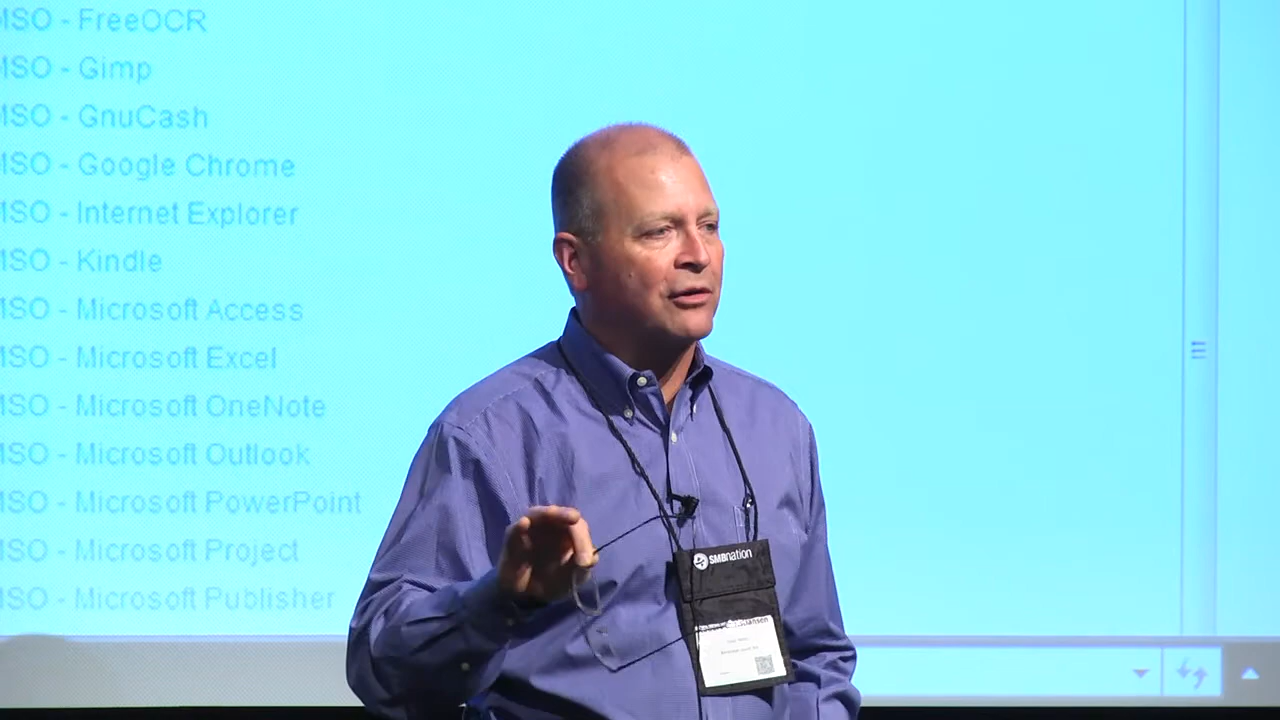 MSO - FreeOCR
MSO - Gimp
MSO - GnuCash
MSO - Google Chrome
MSO - Internet Explorer
MSO - Kindle
MSO - Microsoft Access
MSO - Microsoft Excel
MSO - Microsoft OneNote
MSO - Microsoft Outlook
MSO - Microsoft PowerPoint
MSO - Microsoft Project
MSO - Microsoft Publisher
SMBnation